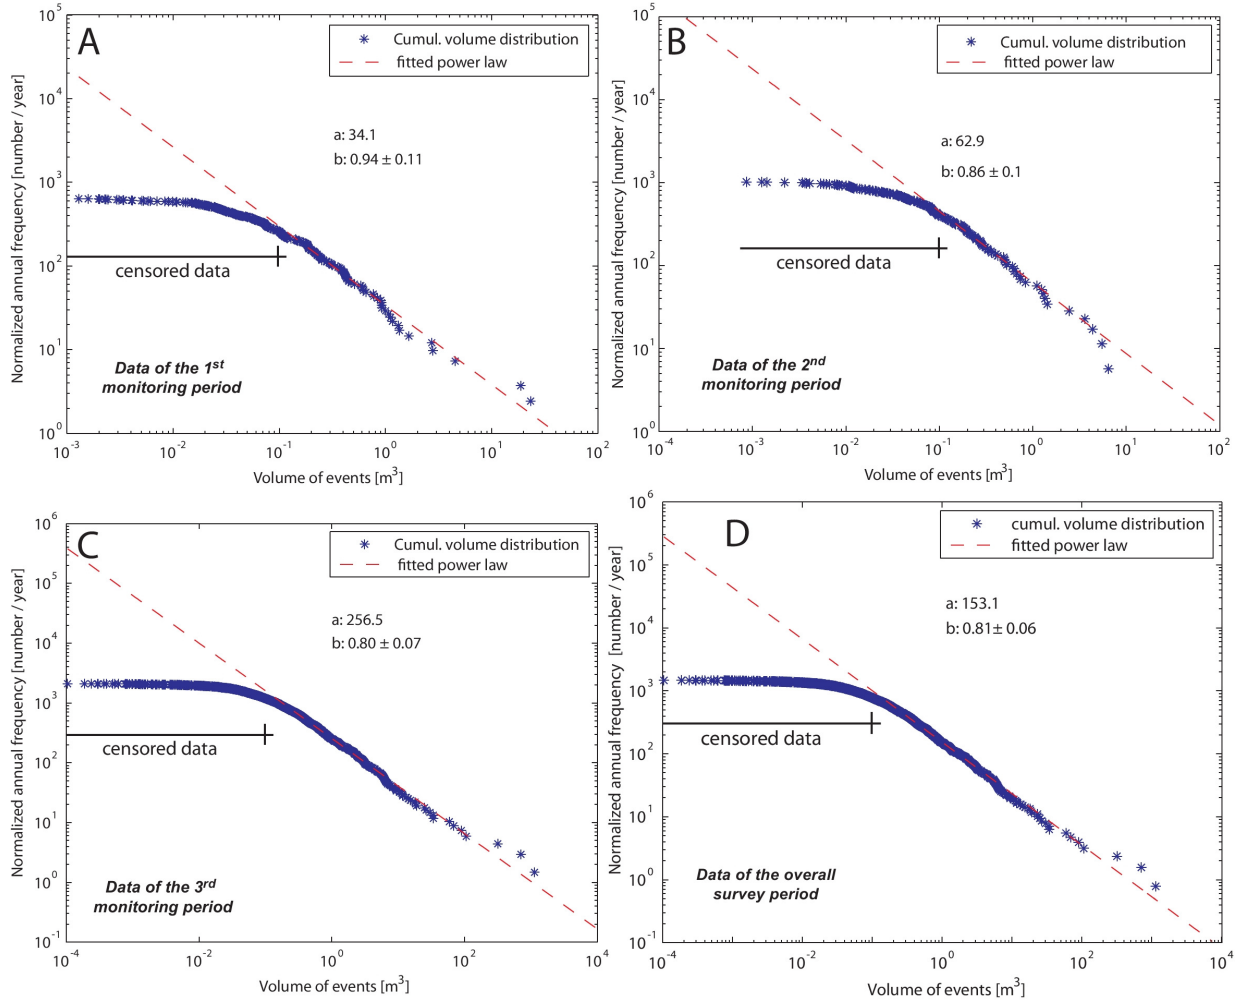 A
Cumul. volume distribution
fitted power law
a: 34.1
b: 0.94 ± 0.11
censored data
Data of the 1st
monitoring period
Normalized annual frequency [number / year]
10^5
10^4
10^3
10^2
10^1
10^0
10^-3
10^-2
10^-1
10^0
10^1
10^2
Volume of events [m^3]
B
Cumul. volume distribution
fitted power law
a: 62.9
b: 0.86 ± 0.1
censored data
Data of the 2nd
monitoring period
Normalized annual frequency [number / year]
10^5
10^4
10^3
10^2
10^1
10^0
10^-4
10^-3
10^-2
10^-1
10^0
10^1
10^2
Volume of events [m^3]
C
Cumul. volume distribution
fitted power law
a: 256.5
b: 0.80 ± 0.07
censored data
Data of the 3rd
monitoring period
Normalized annual frequency [number / year]
10^6
10^5
10^4
10^3
10^2
10^1
10^0
10^-1
10^-4
10^-2
10^0
10^2
10^4
Volume of events [m^3]
D
cumul. volume distribution
fitted power law
a: 153.1
b: 0.81± 0.06
censored data
Data of the overall
survey period
Normalized annual frequency [number / year]
10^6
10^5
10^4
10^3
10^2
10^1
10^0
10^-1
10^-4
10^-2
10^0
10^2
10^4
Volume of events [m^3]